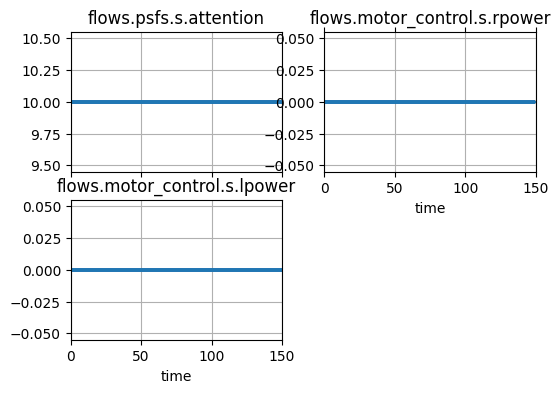 flows.psfs.s.attention
10.50
10.25
10.00
9.75
9.50
flows.motor_control.s.rpower
0.050
0.025
0.000
−0.025
−0.050
0 50 100 150
time
flows.motor_control.s.lpower
0.050
0.025
0.000
−0.025
−0.050
0 50 100 150
time